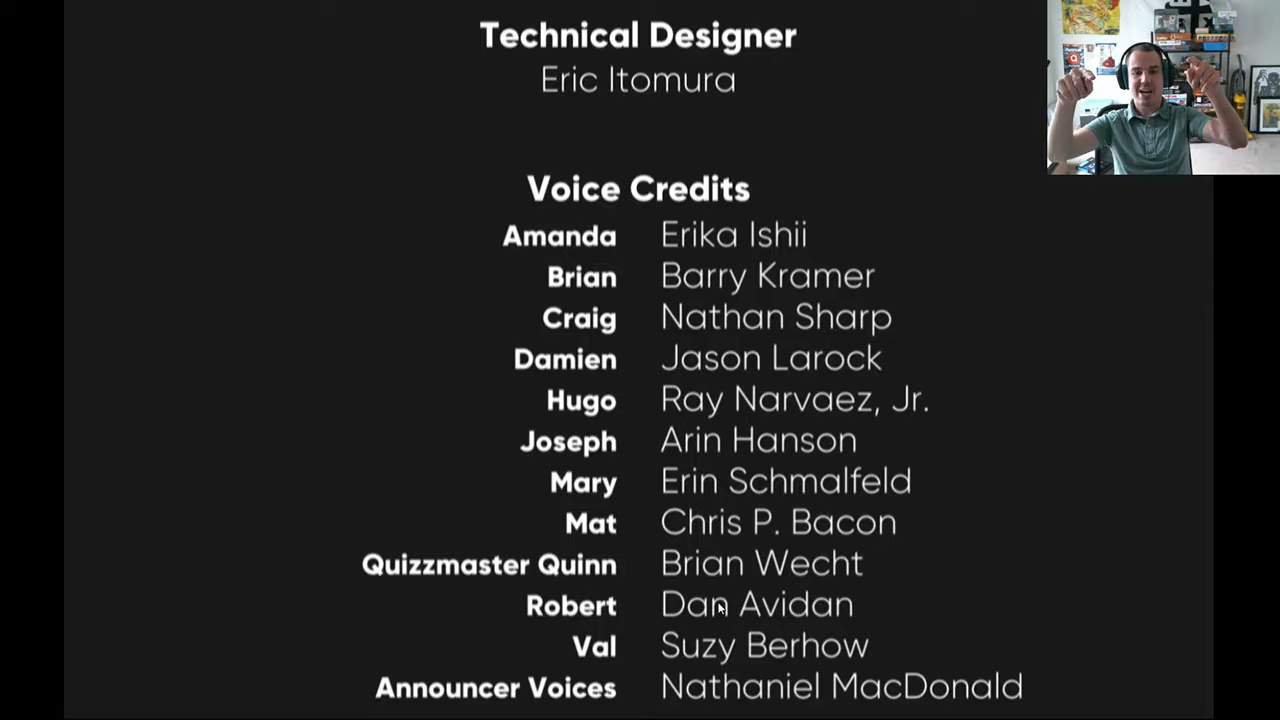 Technical Designer
Eric Itomura
Voice Credits
Amanda Erika Ishii
Brian Barry Kramer
Craig Nathan Sharp
Damien Jason Larock
Hugo Ray Narvaez, Jr.
Joseph Arin Hanson
Mary Erin Schmalfeld
Mat Chris P. Bacon
Quizzmaster Quinn Brian Wecht
Robert Dan Avidan
Val Suzy Berhow
Announcer Voices Nathaniel MacDonald